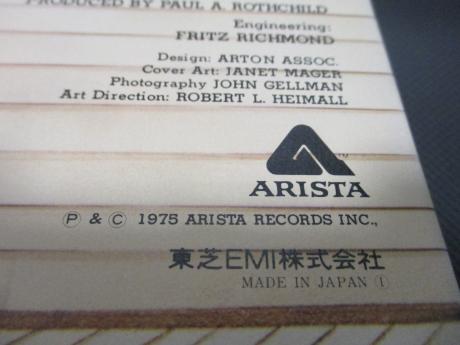 PRODUCED BY PAUL A. ROTHCHILD
Engineering:
FRITZ RICHMOND
Design: ARTON ASSOC.
Cover Art: JANET MAGER
Photography JOHN GELLMAN
Art Direction: ROBERT L. HEIMALL
TM
ARISTA
Ⓟ & Ⓒ 1975 ARISTA RECORDS INC.,
東芝EMI株式会社
MADE IN JAPAN ①